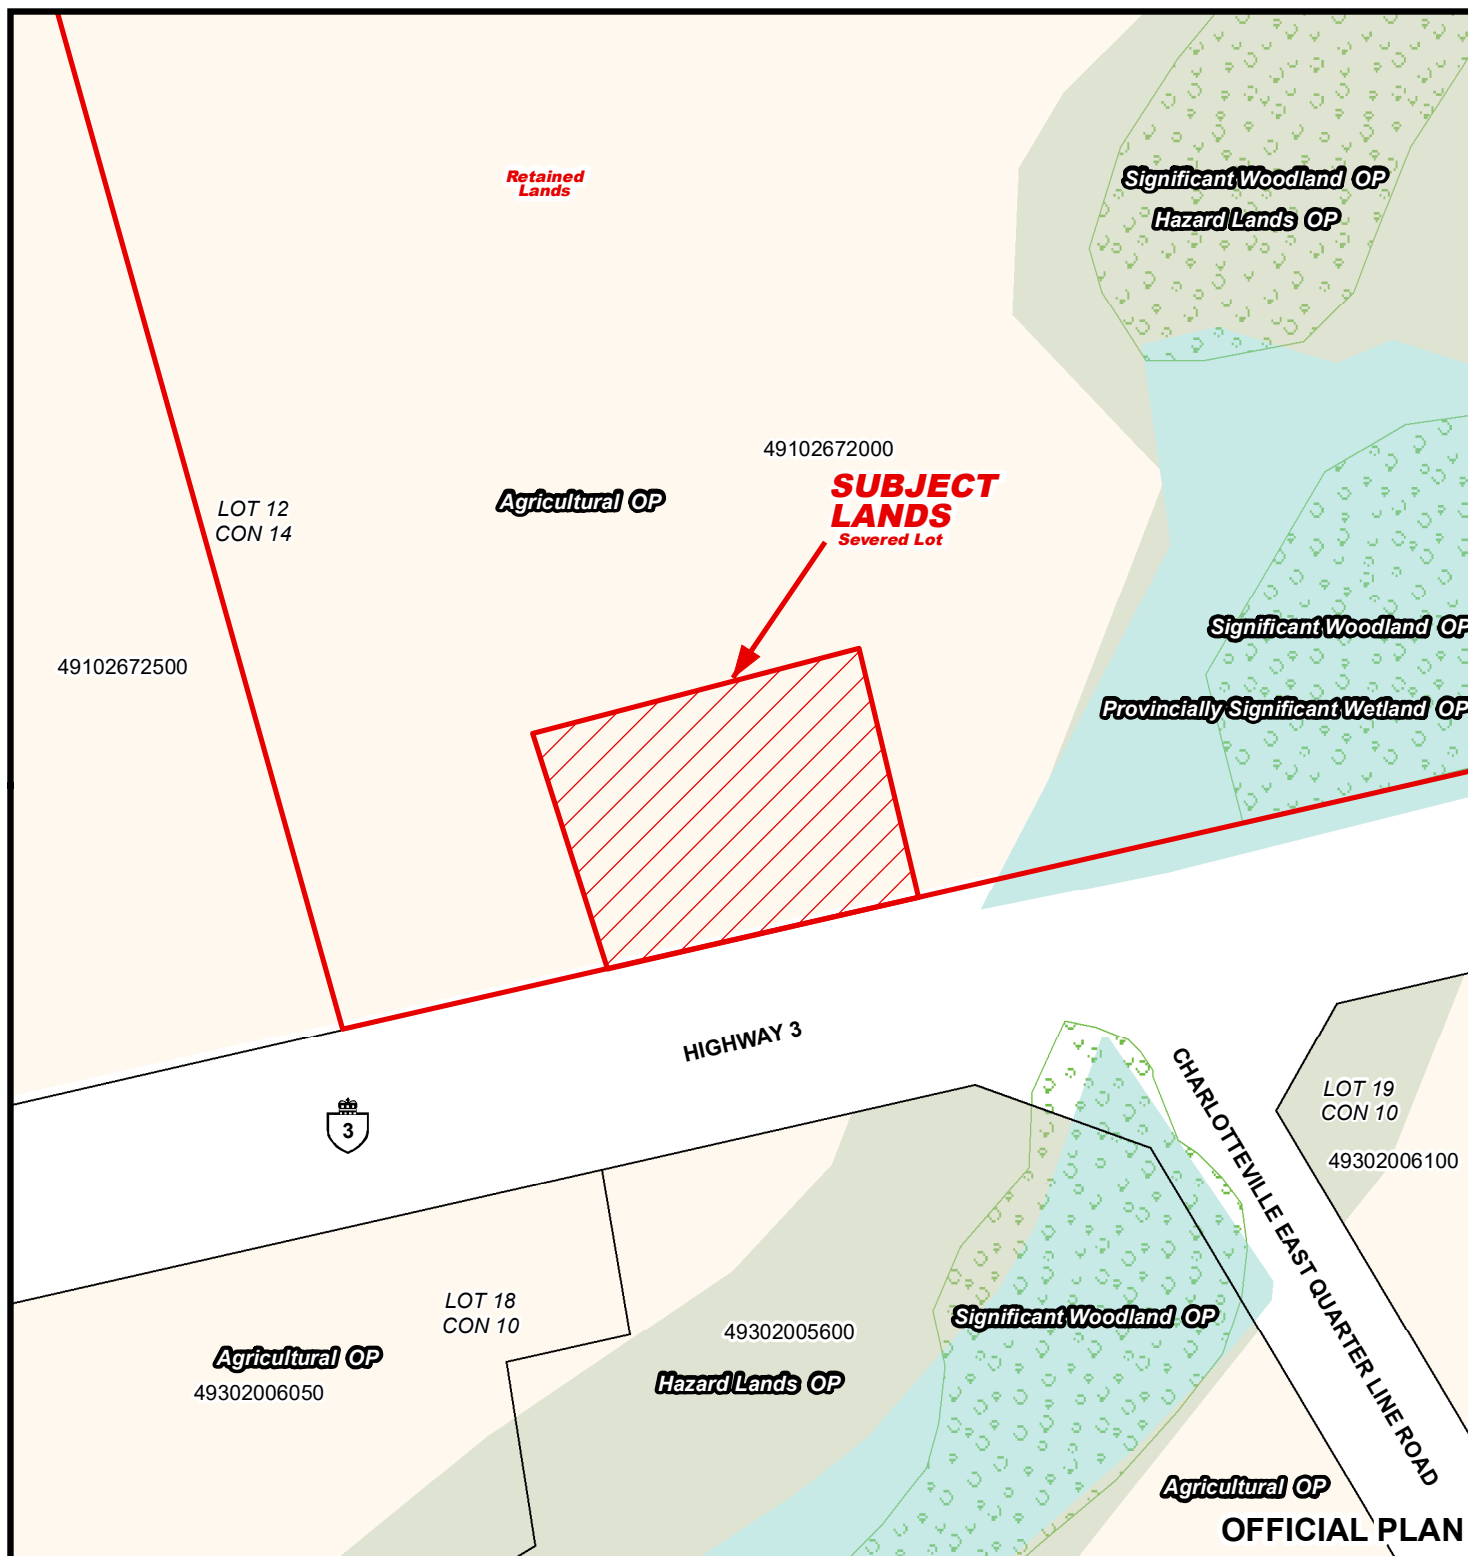 Retained
Lands
Significant Woodland OP
Hazard Lands OP
49102672000
SUBJECT
LANDS
Severed Lot
Agricultural OP
LOT 12
CON 14
49102672500
Significant Woodland OP
Provincially Significant Wetland OP
HIGHWAY 3
3
CHARLOTTEVILLE EAST QUARTER LINE ROAD
LOT 19
CON 10
49302006100
LOT 18
CON 10
Agricultural OP
49302006050
49302005600
Hazard Lands OP
Significant Woodland OP
Agricultural OP
OFFICIAL PLAN